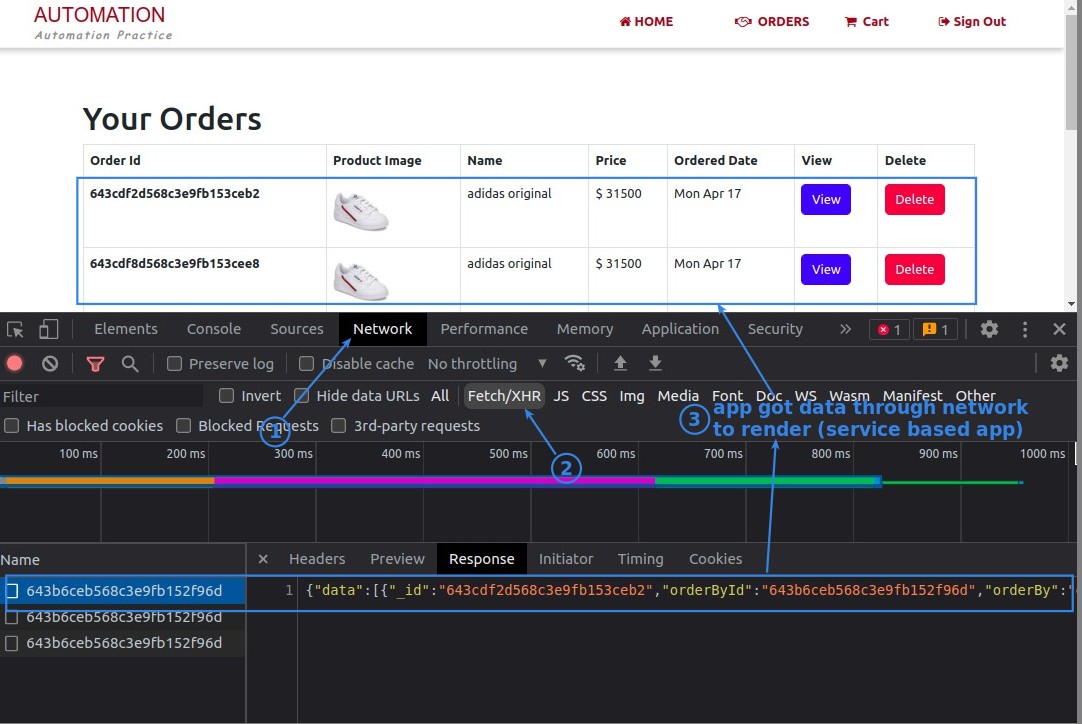 AUTOMATION
Automation Practice
HOME ORDERS Cart Sign Out
Your Orders
Order Id Product Image Name Price Ordered Date View Delete
643cdf2d568c3e9fb153ceb2 adidas original $ 31500 Mon Apr 17 View Delete
643cdf8d568c3e9fb153cee8 adidas original $ 31500 Mon Apr 17 View Delete
Elements Console Sources Network Performance Memory Application Security » 1 1
Preserve log Disable cache No throttling
Filter Invert Hide data URLs All Fetch/XHR JS CSS Img Media Font Doc WS Wasm Manifest Other
Has blocked cookies Blocked Requests 3rd-party requests
1
2
3 app got data through network
to render (service based app)
100 ms 200 ms 300 ms 400 ms 500 ms 600 ms 700 ms 800 ms 900 ms 1000 ms
Name Headers Preview Response Initiator Timing Cookies
643b6ceb568c3e9fb152f96d 1 {"data":[{"_id":"643cdf2d568c3e9fb153ceb2","orderById":"643b6ceb568c3e9fb152f96d","orderBy":"
643b6ceb568c3e9fb152f96d
643b6ceb568c3e9fb152f96d